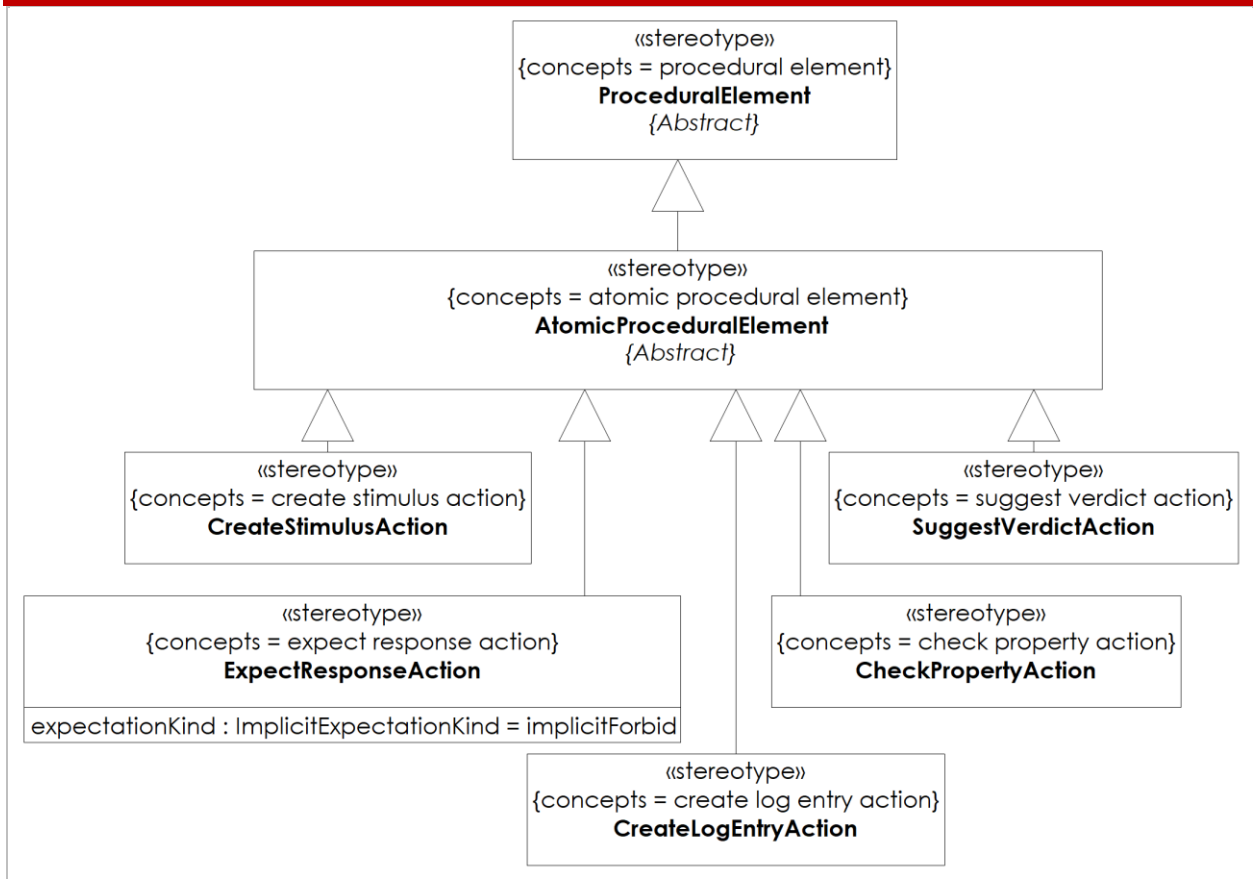 «stereotype»
{concepts = procedural element}
ProceduralElement
{Abstract}
«stereotype»
{concepts = atomic procedural element}
AtomicProceduralElement
{Abstract}
«stereotype»
{concepts = create stimulus action}
CreateStimulusAction
«stereotype»
{concepts = suggest verdict action}
SuggestVerdictAction
«stereotype»
{concepts = expect response action}
ExpectResponseAction
expectationKind : ImplicitExpectationKind = implicitForbid
«stereotype»
{concepts = check property action}
CheckPropertyAction
«stereotype»
{concepts = create log entry action}
CreateLogEntryAction